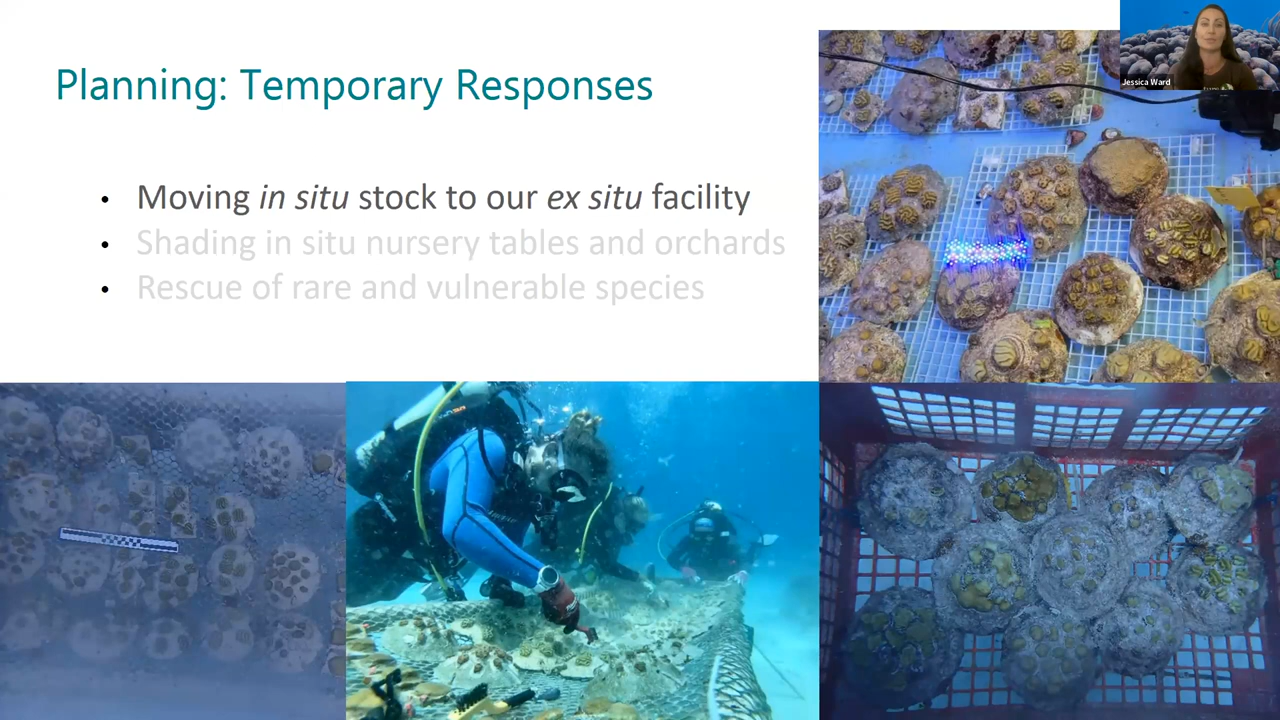 Planning: Temporary Responses
Jessica Ward
• Moving in situ stock to our ex situ facility
• Shading in situ nursery tables and orchards
• Rescue of rare and vulnerable species